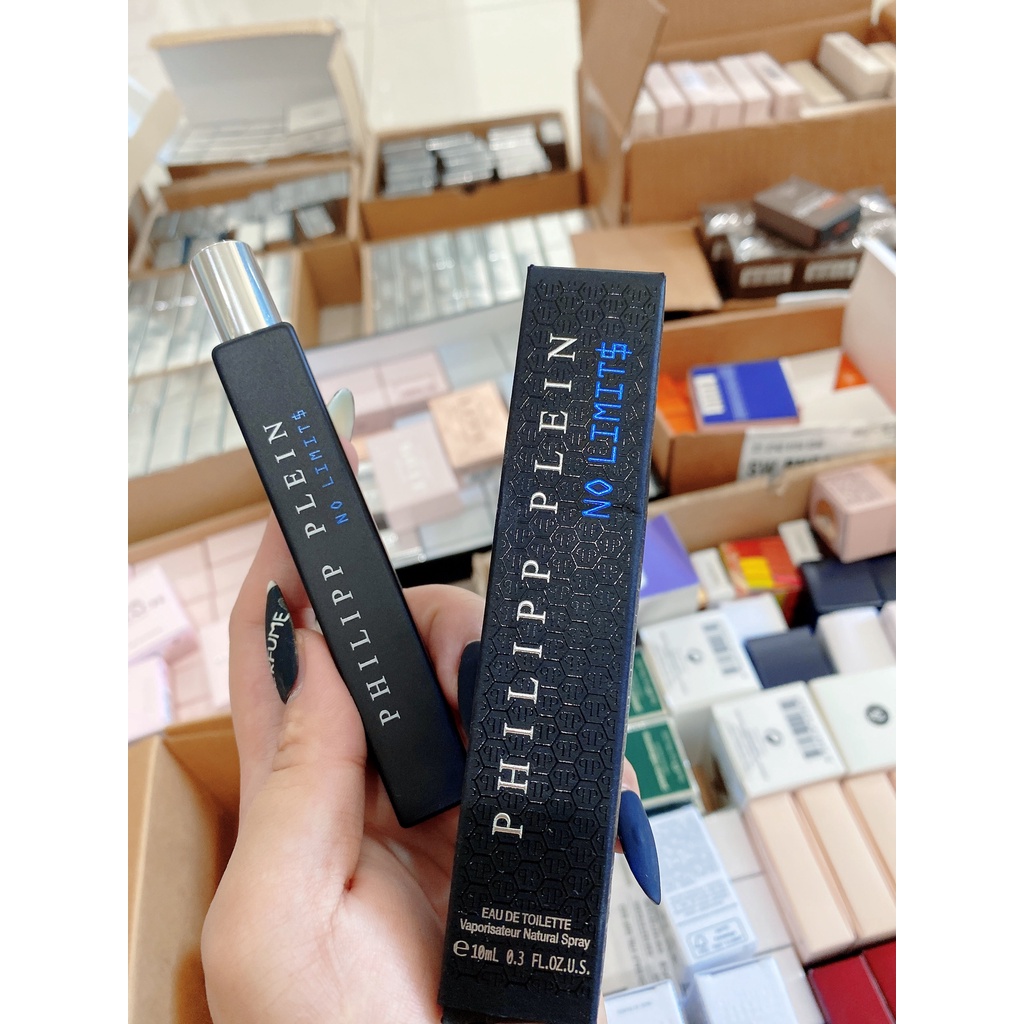 PHILIPP PLEIN
NO LIMIT$
PHILIPP PLEIN
NO LIMIT$
EAU DE TOILETTE
Vaporisateur Natural Spray
e 10mL 0.3 FL.OZ.U.S.